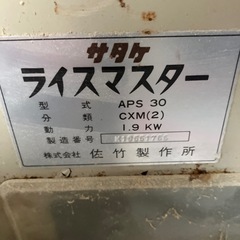 サタケ
ライスマスター
型式 APS 30
分類 CXM(2)
動力 1.9 KW
製造番号
株式会社 佐竹製作所